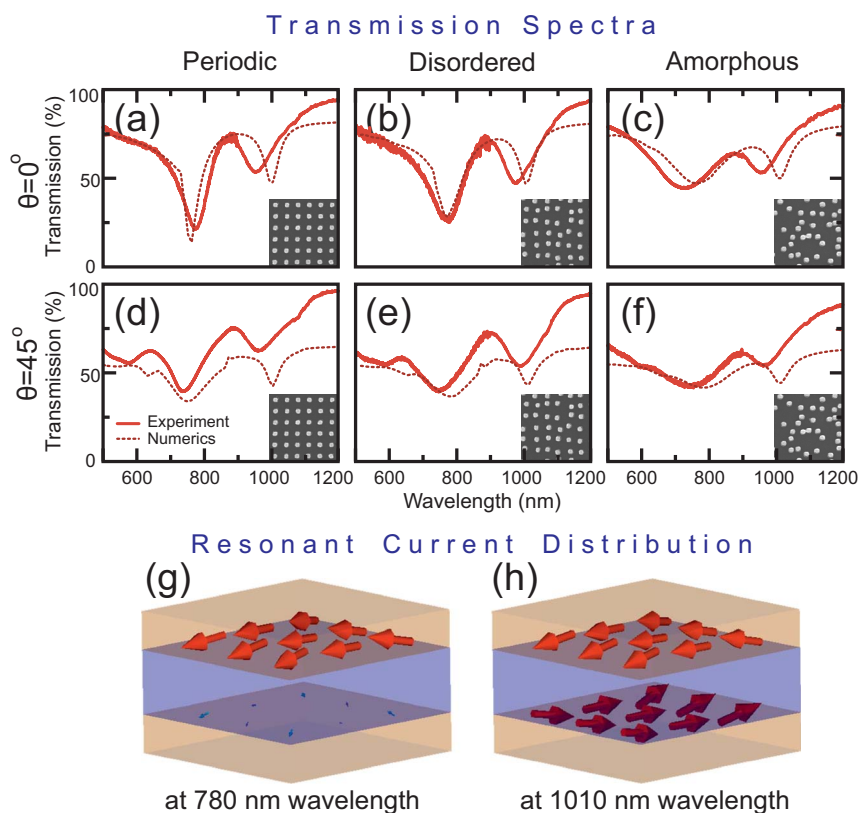 Transmission Spectra
Periodic
Disordered
Amorphous
θ=0°
Transmission (%)
100
50
0
(a)
(b)
(c)
θ=45°
Transmission (%)
100
50
0
(d)
(e)
(f)
Experiment
Numerics
600 800 1000 600 800 1000 600 800 1000 1200
Wavelength (nm)
Resonant Current Distribution
(g)
(h)
at 780 nm wavelength
at 1010 nm wavelength